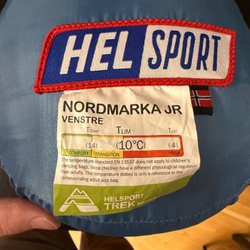 HEL SPORT
NORDMARKA JR
VENSTRE
TCOMF TLIM TEXT
(14) (10°C) (-4)
COMFORT TRANSITION RISK
The temperature standard EN 13537 does not apply to children's
sleeping bags, since children have a different physiological regulation
than adults. The temperature stated is only a reference to the
corresponding adult size bag.
HELSPORT
TREK